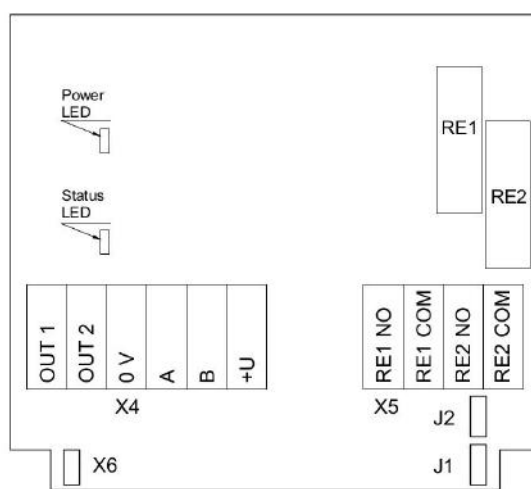 Power
LED
RE1
RE2
Status
LED
OUT 1
OUT 2
0 V
A
B
+U
RE1 NO
RE1 COM
RE2 NO
RE2 COM
X4
X5
J2
X6
J1